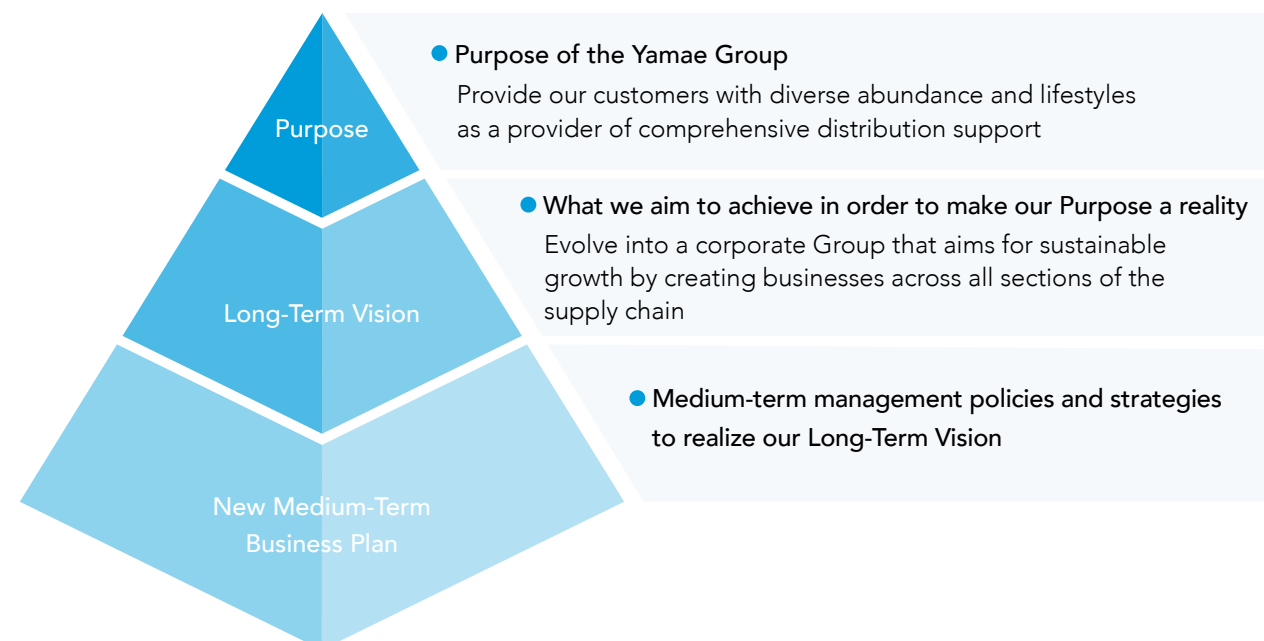 Purpose
● Purpose of the Yamae Group
Provide our customers with diverse abundance and lifestyles
as a provider of comprehensive distribution support
Long-Term Vision
● What we aim to achieve in order to make our Purpose a reality
Evolve into a corporate Group that aims for sustainable
growth by creating businesses across all sections of the
supply chain
New Medium-Term
Business Plan
● Medium-term management policies and strategies
to realize our Long-Term Vision